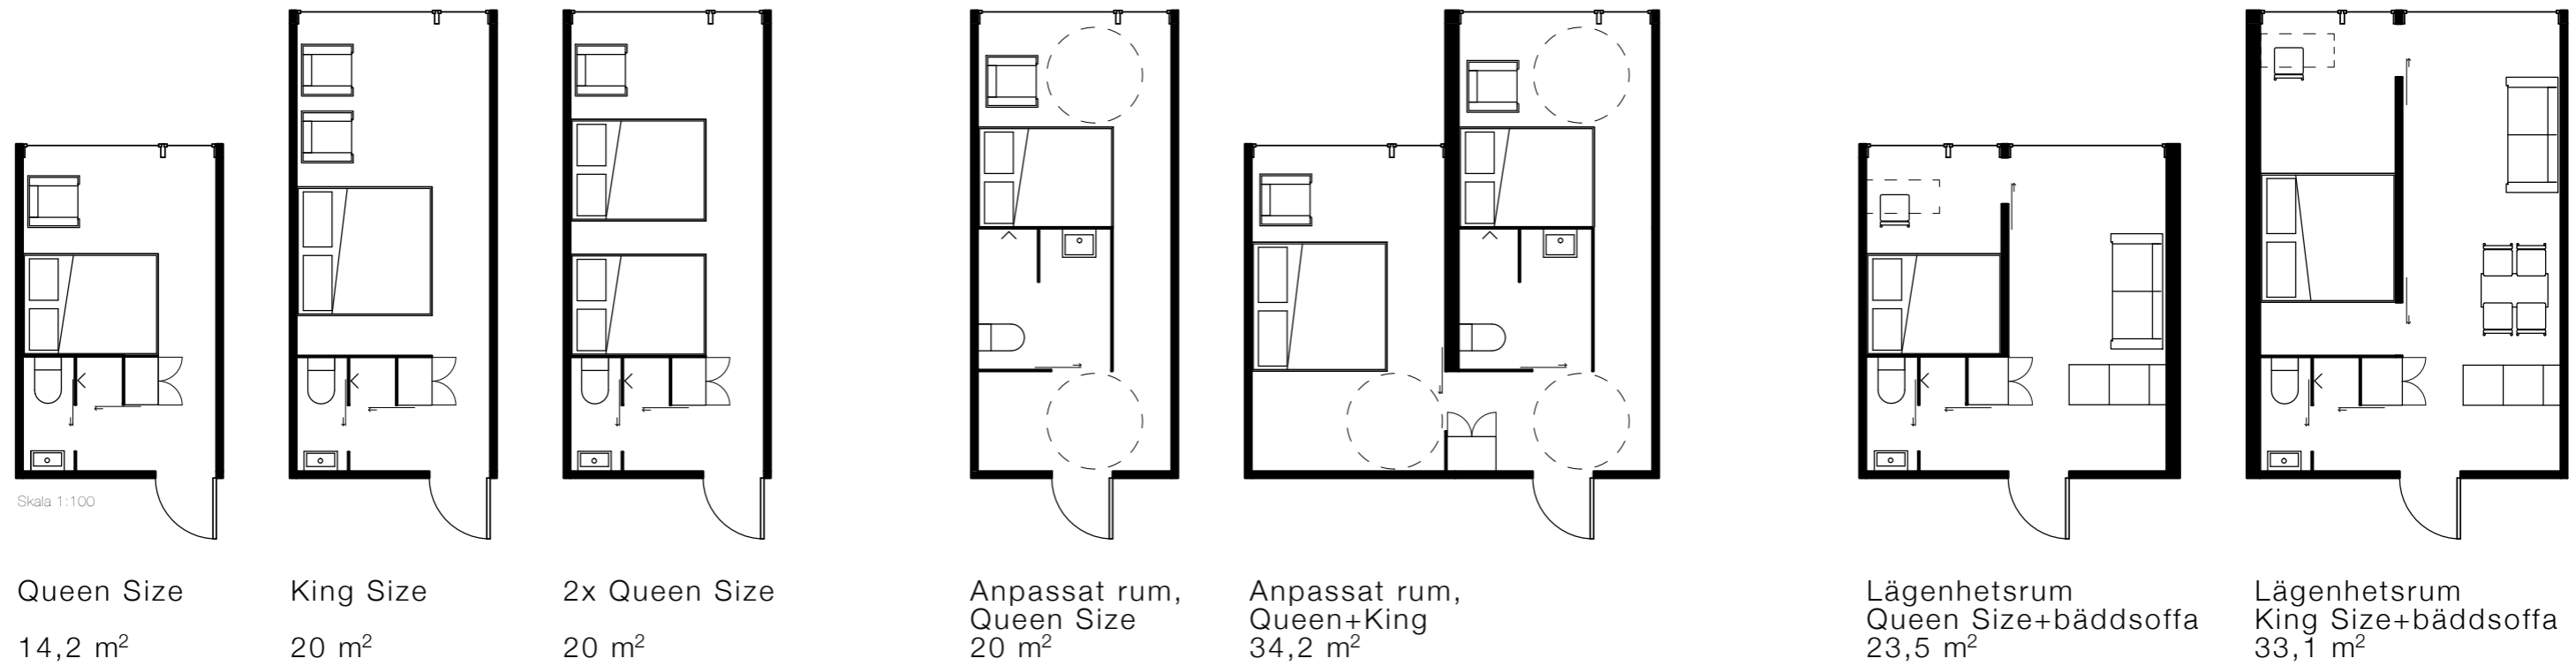 Skala 1:100
Queen Size
14,2 m²
King Size
20 m²
2x Queen Size
20 m²
Anpassat rum,
Queen Size
20 m²
Anpassat rum,
Queen+King
34,2 m²
Lägenhetsrum
Queen Size+bäddsoffa
23,5 m²
Lägenhetsrum
King Size+bäddsoffa
33,1 m²